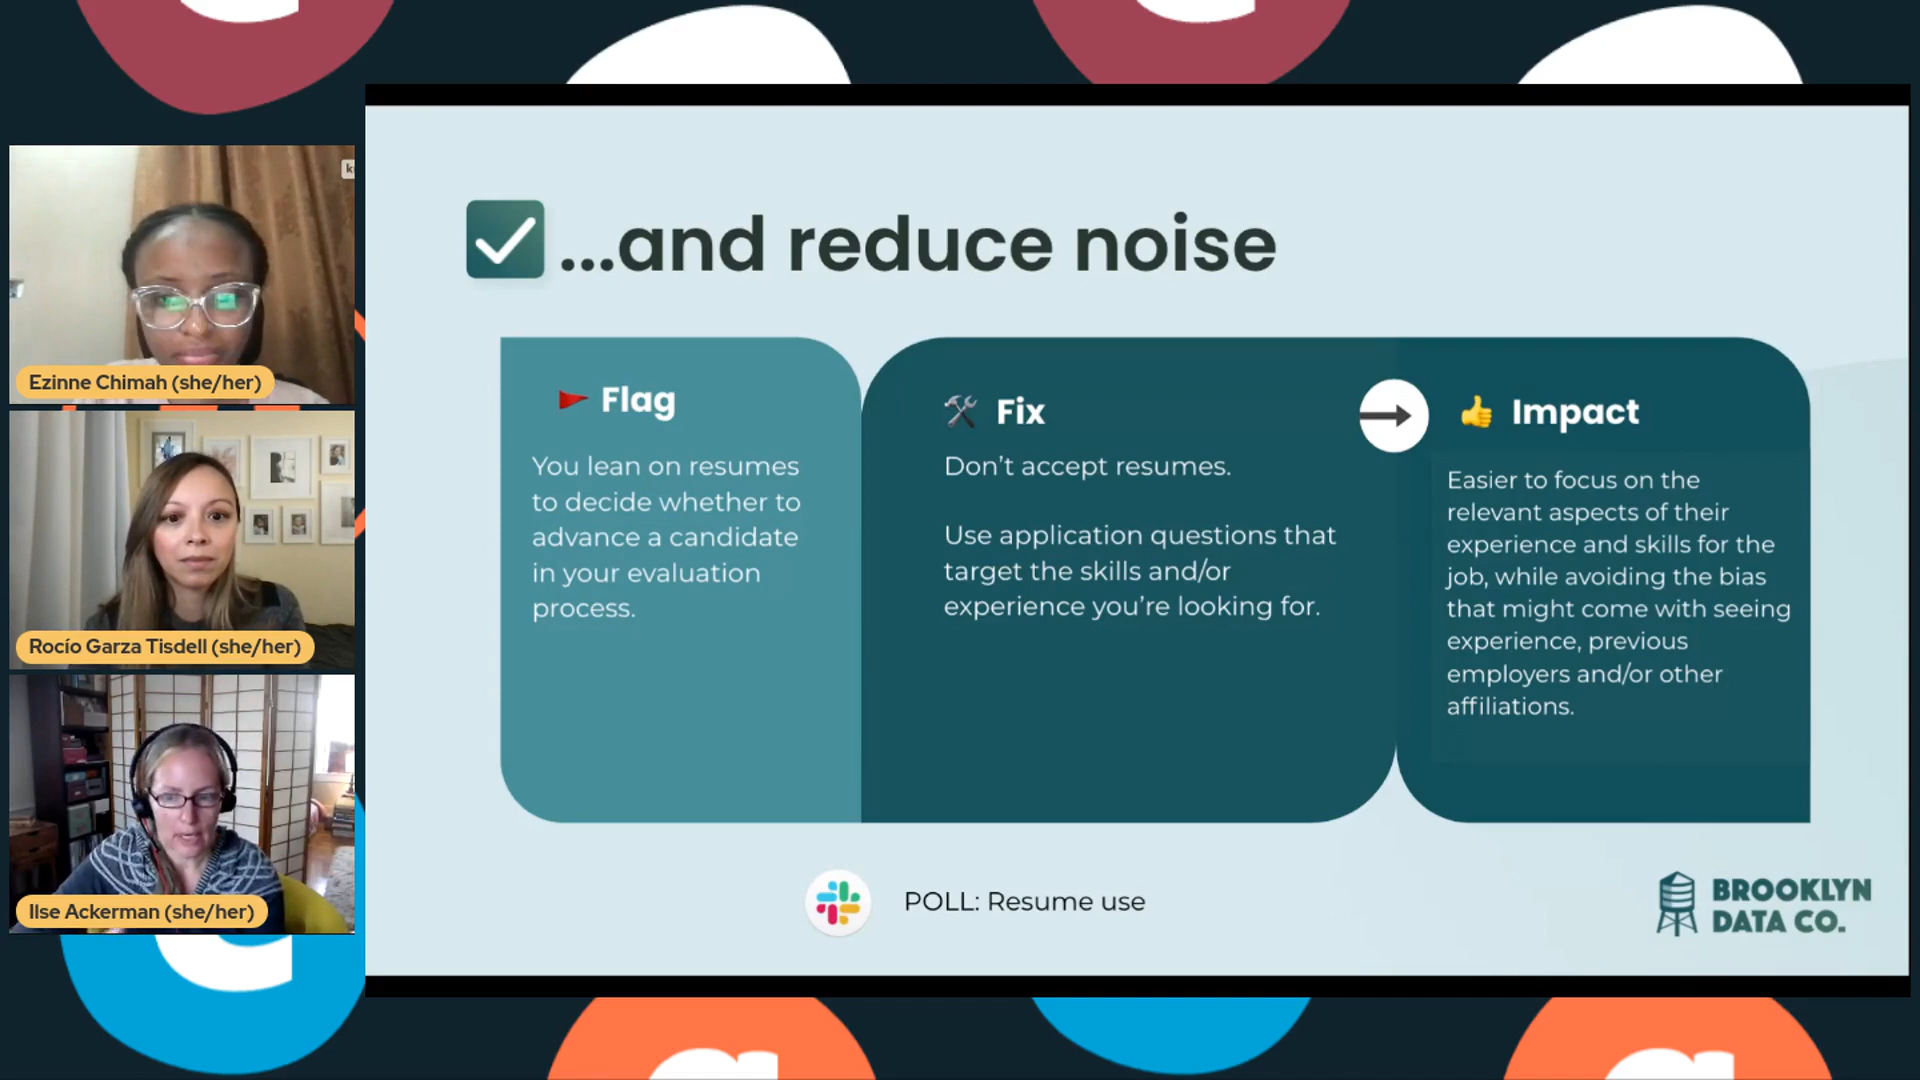 Ezinne Chimah (she/her)
Rocío Garza Tisdell (she/her)
Ilse Ackerman (she/her)
...and reduce noise
Flag
You lean on resumes
to decide whether to
advance a candidate
in your evaluation
process.
Fix
Don’t accept resumes.
Use application questions that
target the skills and/or
experience you’re looking for.
Impact
Easier to focus on the
relevant aspects of their
experience and skills for the
job, while avoiding the bias
that might come with seeing
experience, previous
employers and/or other
affiliations.
POLL: Resume use
BROOKLYN
DATA CO.